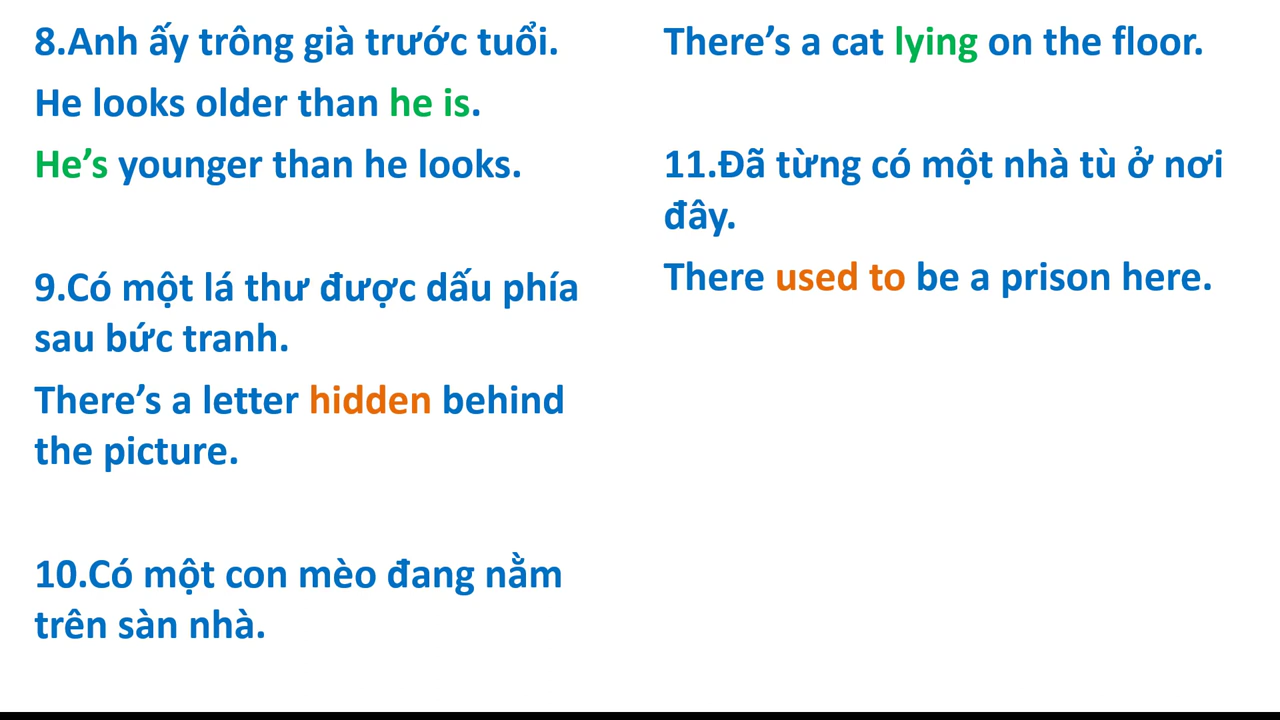 8.Anh ấy trông già trước tuổi.
He looks older than he is.
He’s younger than he looks.
9.Có một lá thư được dấu phía
sau bức tranh.
There’s a letter hidden behind
the picture.
10.Có một con mèo đang nằm
trên sàn nhà.
There’s a cat lying on the floor.
11.Đã từng có một nhà tù ở nơi
đây.
There used to be a prison here.